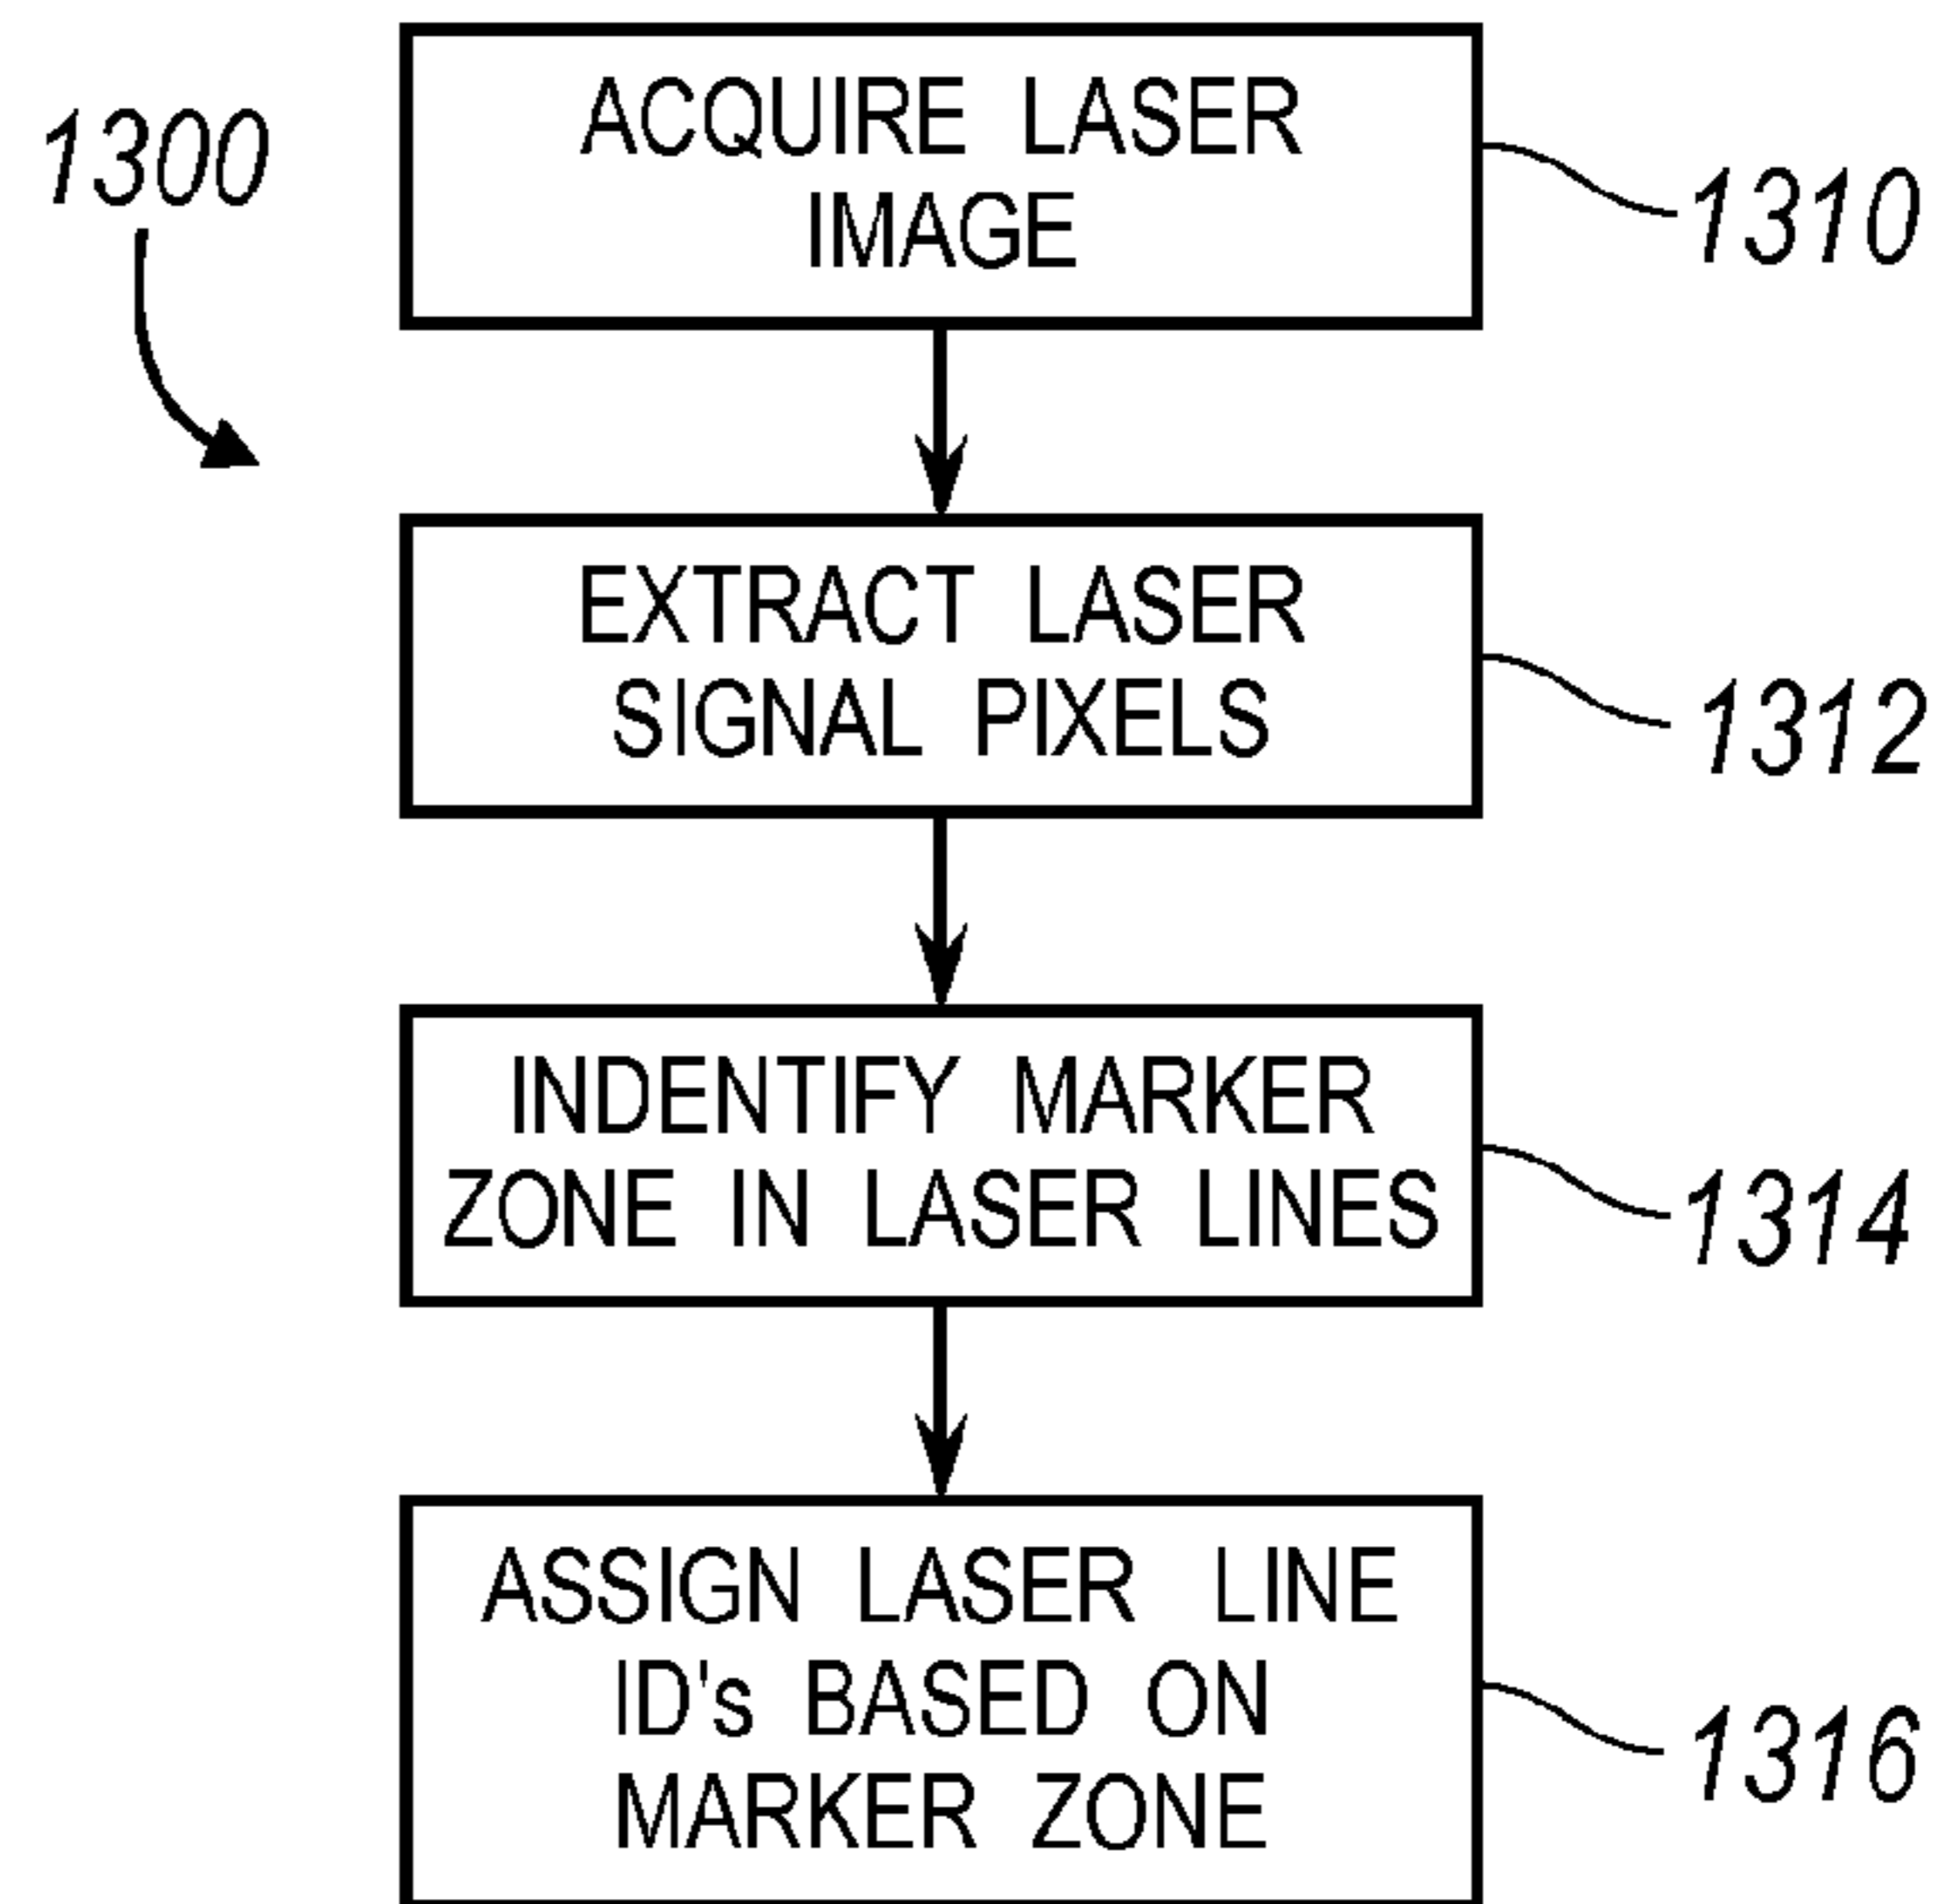 1300
ACQUIRE LASER
IMAGE
1310
EXTRACT LASER
SIGNAL PIXELS
1312
INDENTIFY MARKER
ZONE IN LASER LINES
1314
ASSIGN LASER LINE
ID's BASED ON
MARKER ZONE
1316